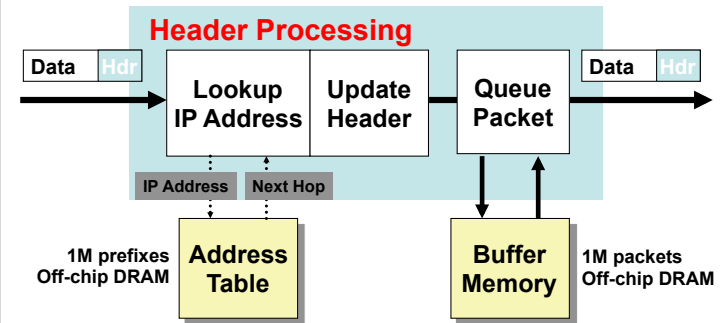 Header Processing
Data Hdr
Lookup
IP Address
Update
Header
Queue
Packet
Data Hdr
IP Address
Next Hop
1M prefixes
Off-chip DRAM
Address
Table
Buffer
Memory
1M packets
Off-chip DRAM